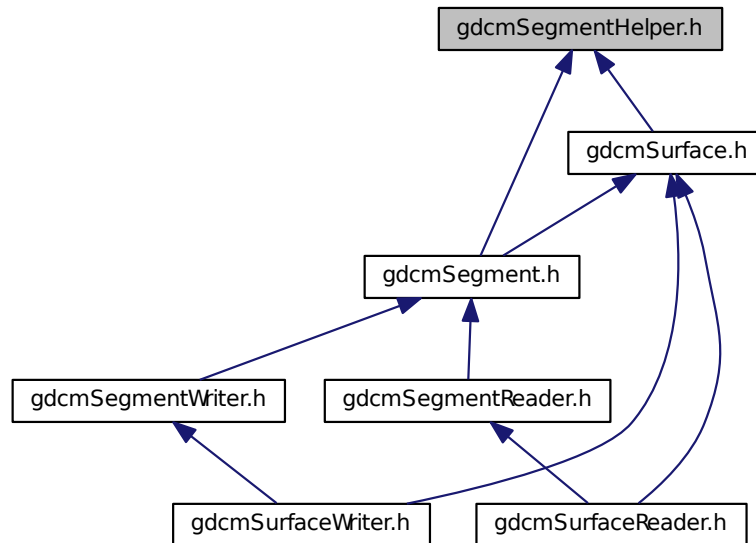 gdcmSegmentHelper.h
gdcmSurface.h
gdcmSegment.h
gdcmSegmentWriter.h
gdcmSegmentReader.h
gdcmSurfaceWriter.h
gdcmSurfaceReader.h